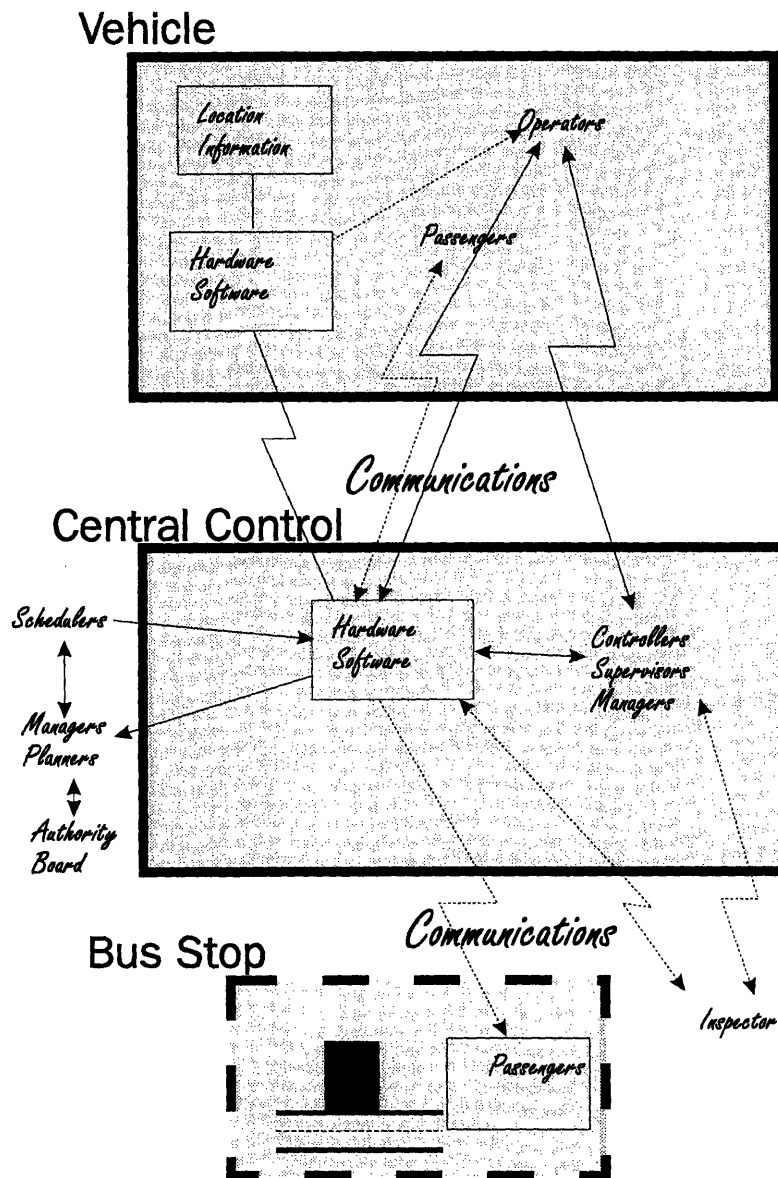 Vehicle
Location
Information
Operators
Passengers
Hardware
Software
Communications
Central Control
Schedulers
Hardware
Software
Controllers
Supervisors
Managers
Managers
Planners
Authority
Board
Communications
Bus Stop
Inspector
Passengers